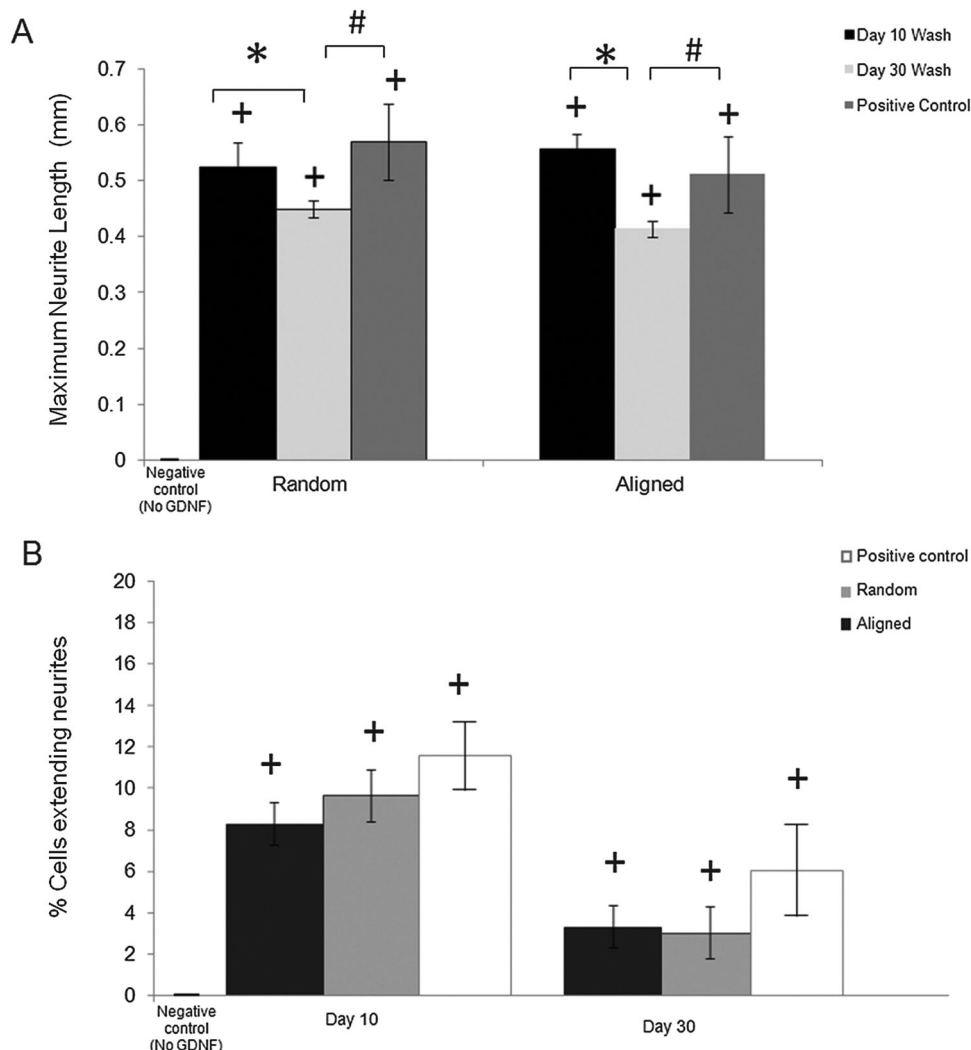 A
Day 10 Wash
Day 30 Wash
Positive Control
Maximum Neurite Length (mm)
0.7
0.6
0.5
0.4
0.3
0.2
0.1
0
* # * #
+ + + + + +
Negative
control
(No GDNF)
Random
Aligned
B
Positive control
Random
Aligned
% Cells extending neurites
20
18
16
14
12
10
8
6
4
2
0
+ + + + + +
Negative
control
(No GDNF)
Day 10
Day 30